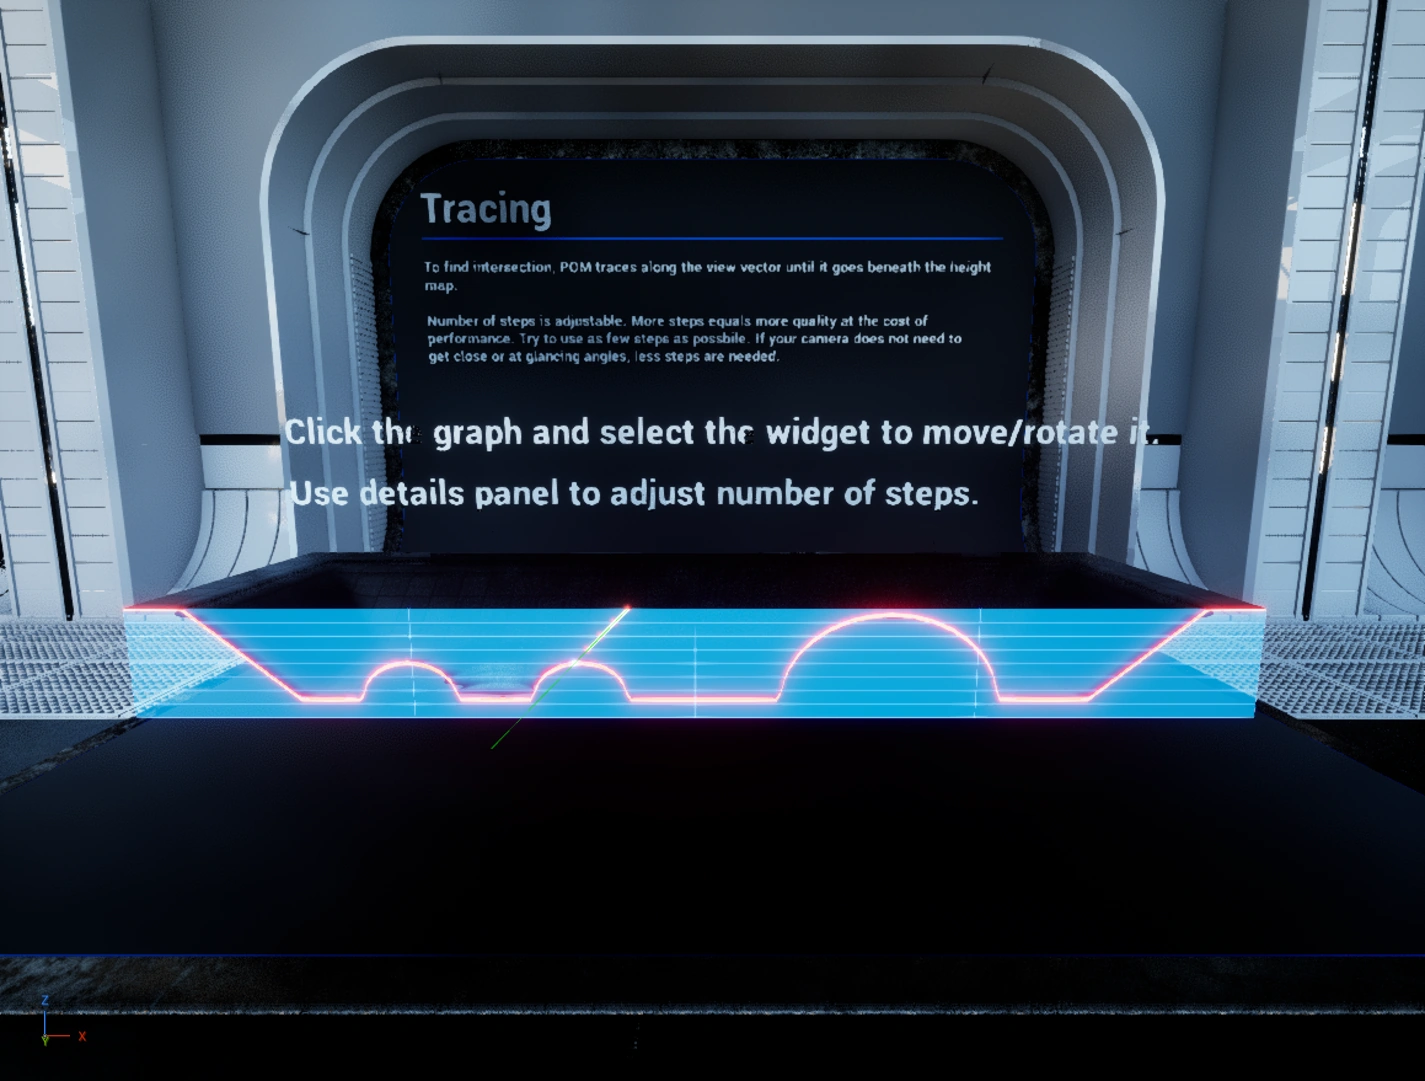 Tracing
To find intersection, POM traces along the view vector until it goes beneath the height
map.
Number of steps is adjustable. More steps equals more quality at the cost of
performance. Try to use as few steps as possbile. If your camera does not need to
get close or at glancing angles, less steps are needed.
Click the graph and select the widget to move/rotate it.
Use details panel to adjust number of steps.
Z
X
Y